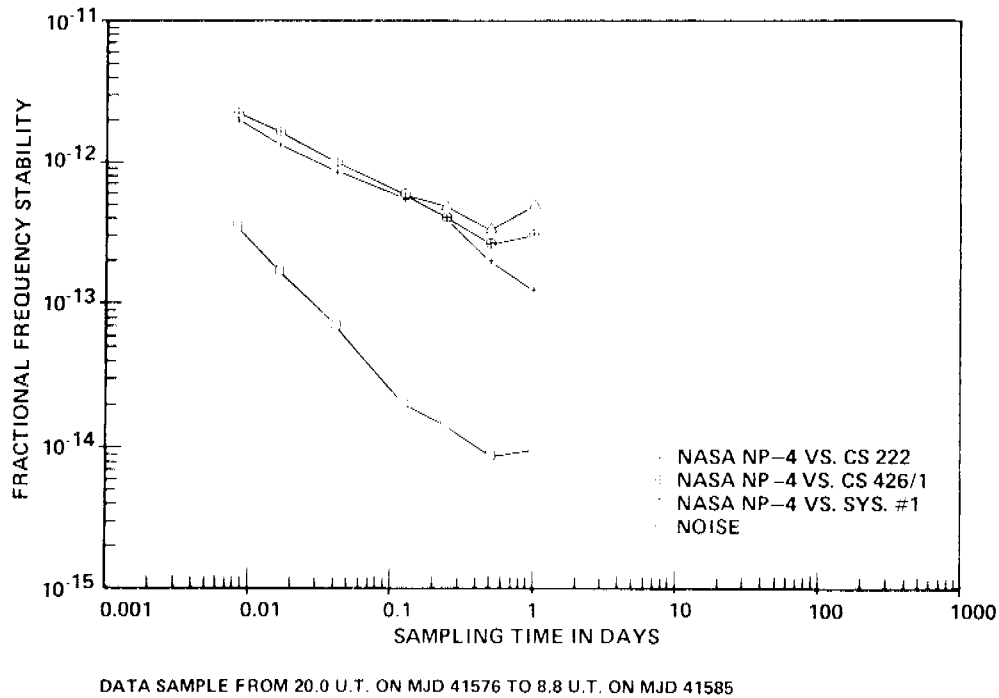 10-11
10-12
10-13
10-14
10-15
FRACTIONAL FREQUENCY STABILITY
NASA NP-4 VS. CS 222
NASA NP-4 VS. CS 426/1
NASA NP-4 VS. SYS. #1
NOISE
0.001 0.01 0.1 1 10 100 1000
SAMPLING TIME IN DAYS
DATA SAMPLE FROM 20.0 U.T. ON MJD 41576 TO 8.8 U.T. ON MJD 41585